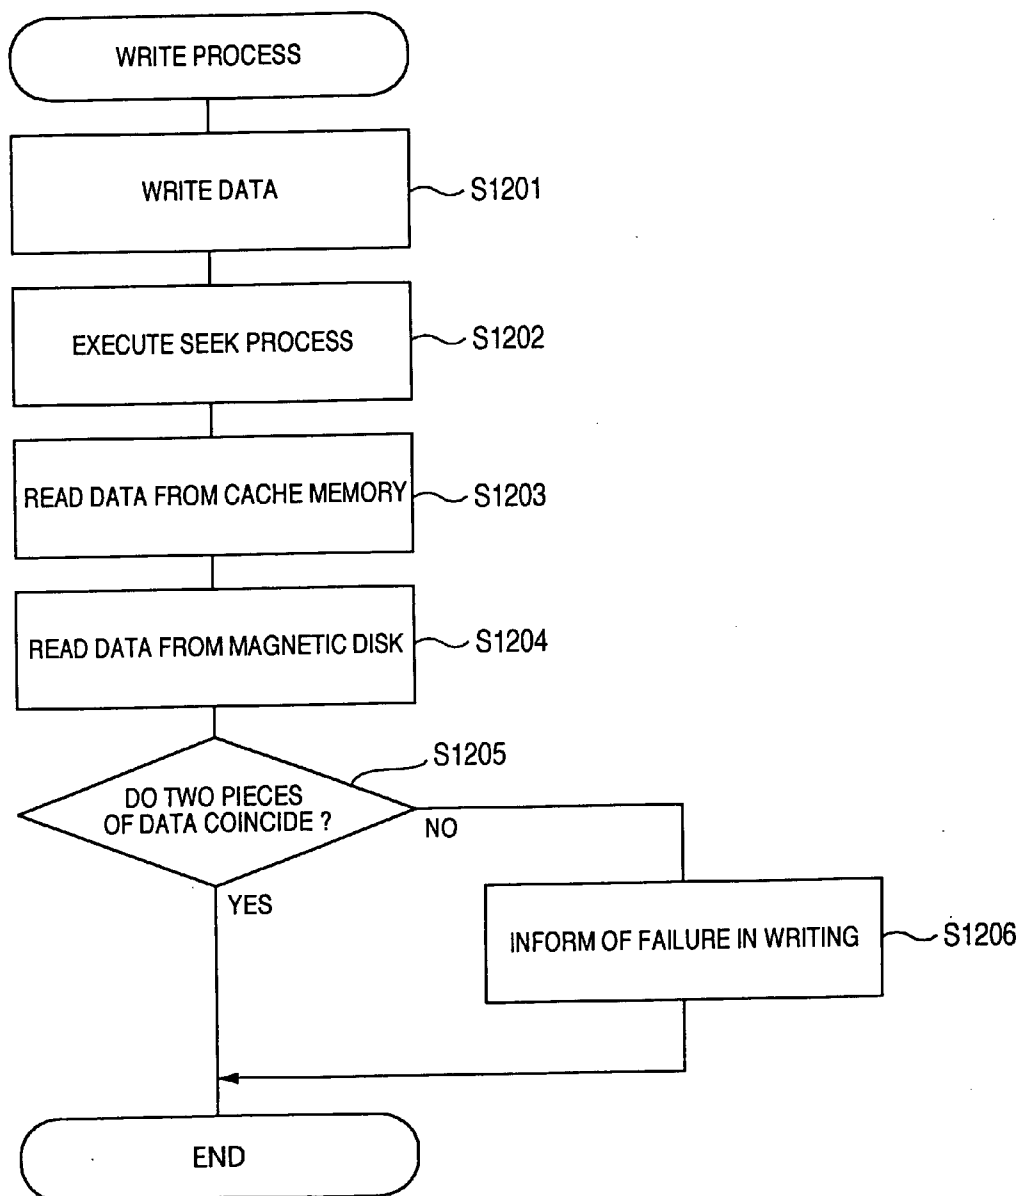 WRITE PROCESS
WRITE DATA
S1201
EXECUTE SEEK PROCESS
S1202
READ DATA FROM CACHE MEMORY
S1203
READ DATA FROM MAGNETIC DISK
S1204
S1205
DO TWO PIECES
OF DATA COINCIDE ?
NO
YES
INFORM OF FAILURE IN WRITING
S1206
END